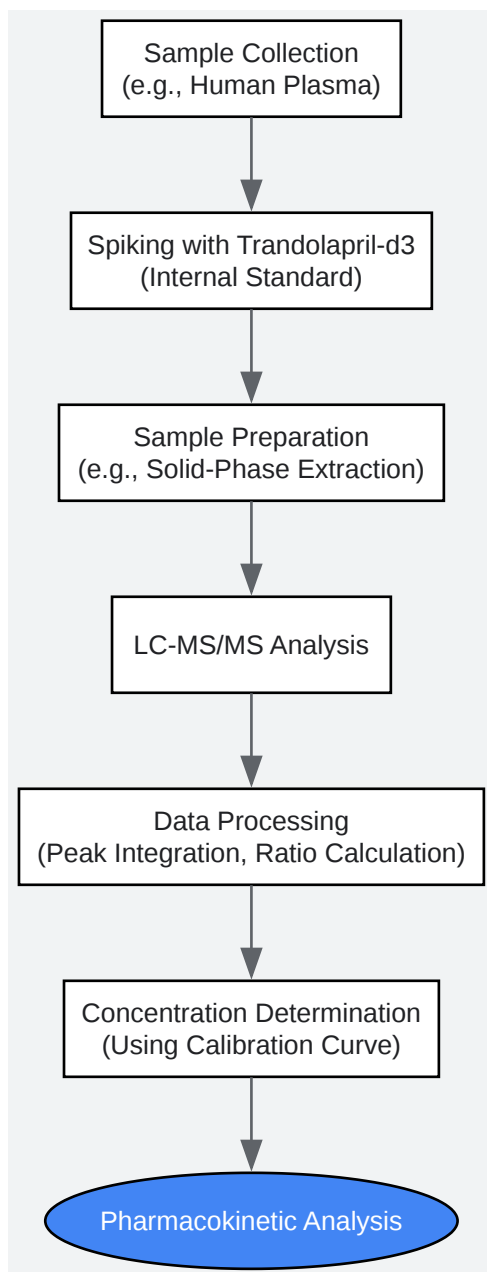 Sample Collection
(e.g., Human Plasma)
Spiking with Trandolapril-d3
(Internal Standard)
Sample Preparation
(e.g., Solid-Phase Extraction)
LC-MS/MS Analysis
Data Processing
(Peak Integration, Ratio Calculation)
Concentration Determination
(Using Calibration Curve)
Pharmacokinetic Analysis